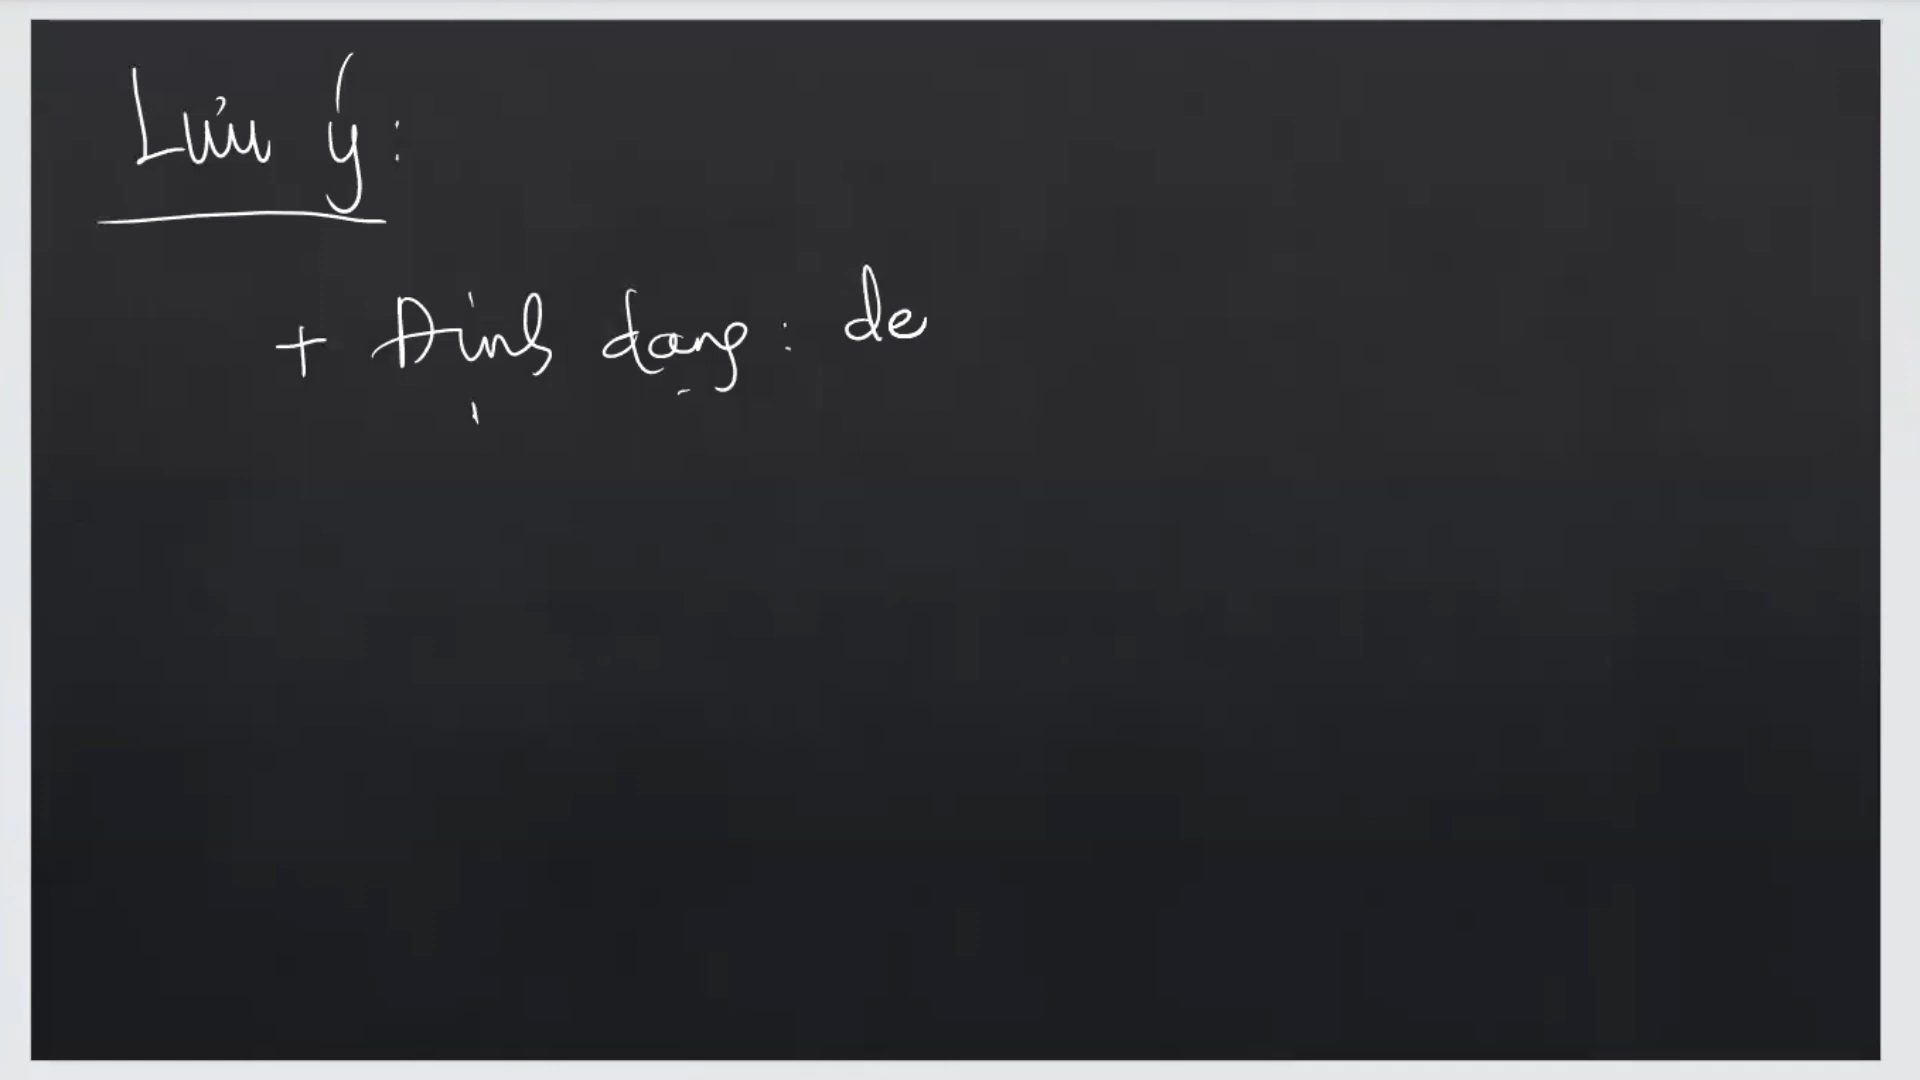 Lưu ý:
+ Định dạng: de